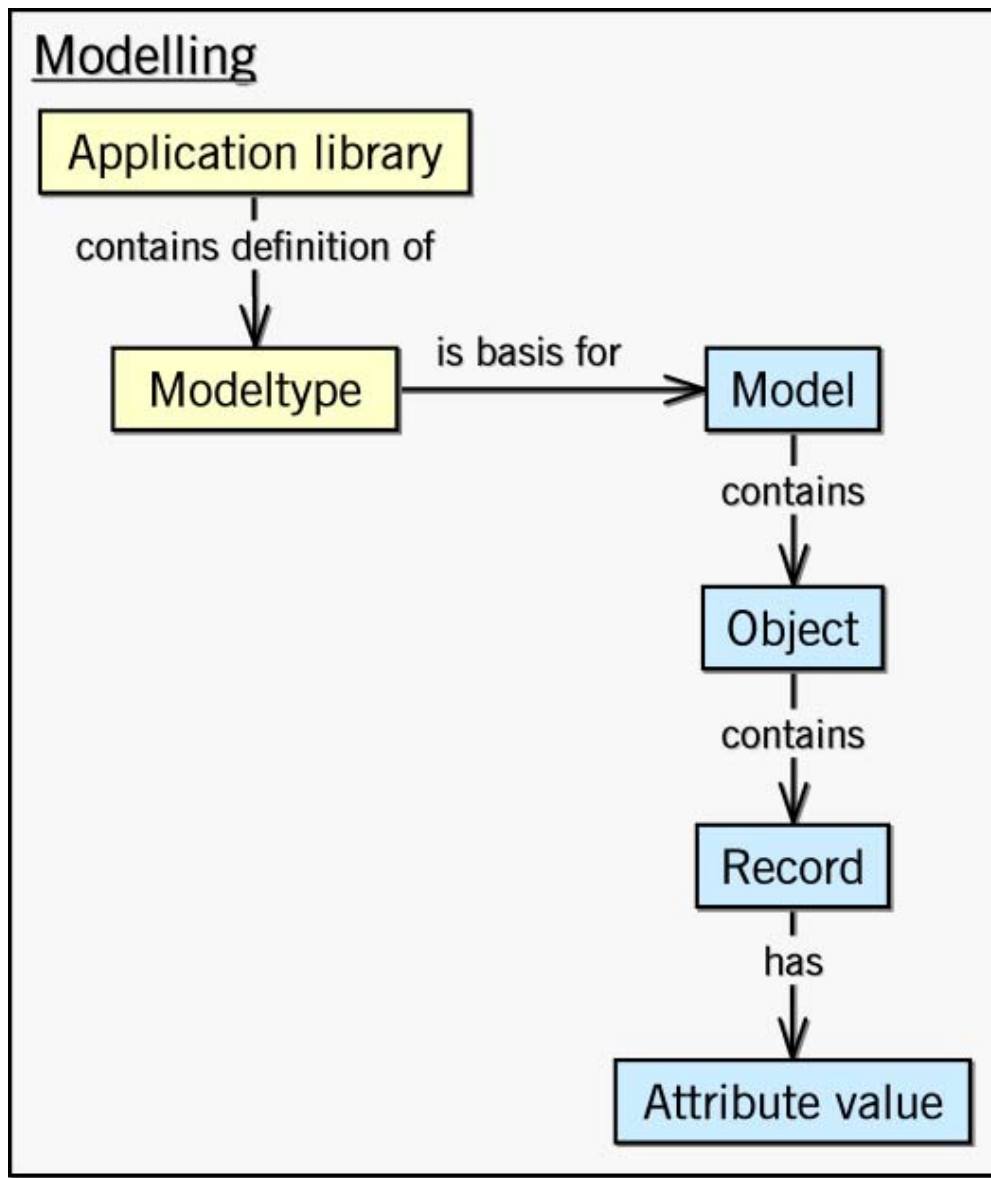 Modelling
Application library
contains definition of
Modeltype
is basis for
Model
contains
Object
contains
Record
has
Attribute value